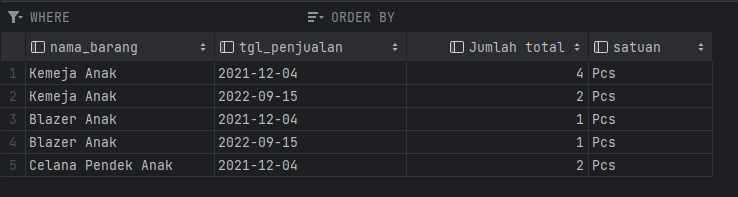 WHERE ORDER BY
nama_barang tgl_penjualan Jumlah total satuan
1 Kemeja Anak 2021-12-04 4 Pcs
2 Kemeja Anak 2022-09-15 2 Pcs
3 Blazer Anak 2021-12-04 1 Pcs
4 Blazer Anak 2022-09-15 1 Pcs
5 Celana Pendek Anak 2021-12-04 2 Pcs